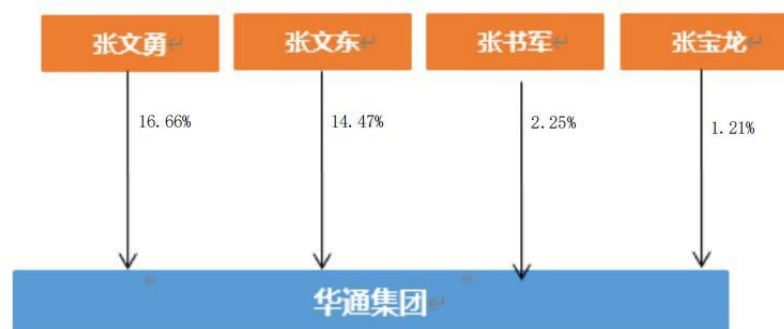 张文勇
张文东
张书军
张宝龙
16.66%
14.47%
2.25%
1.21%
华通集团